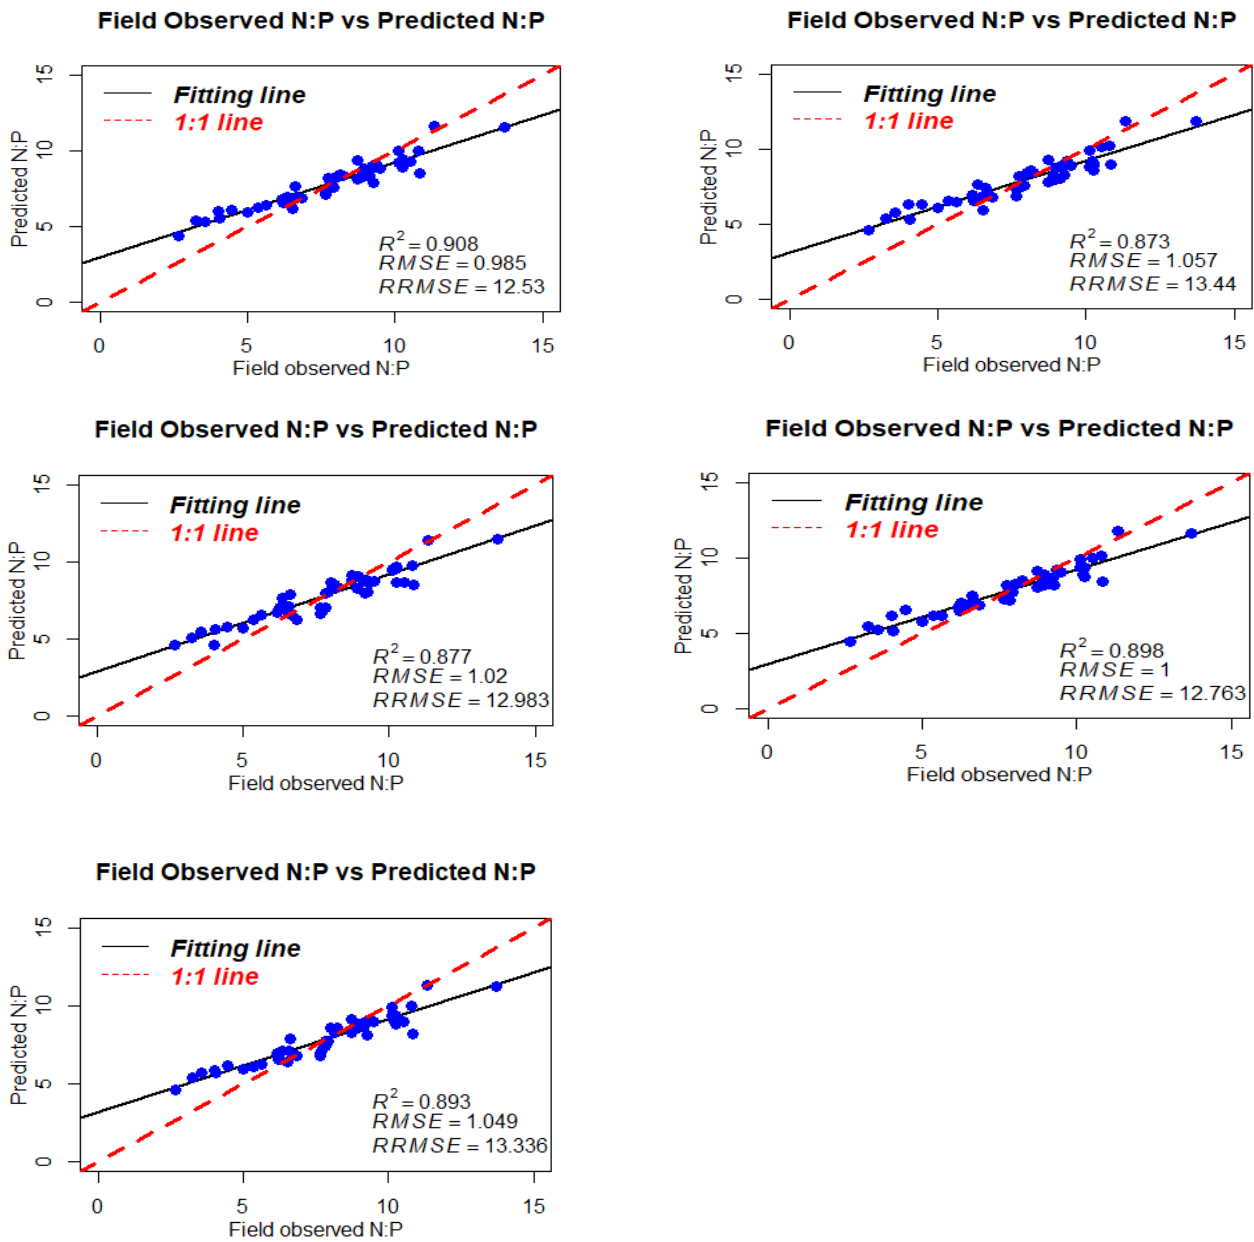 Field Observed N:P vs Predicted N:P
15
10
5
0
Predicted N:P
Fitting line
1:1 line
R² = 0.908
RMSE = 0.985
RRMSE = 12.53
0 5 10 15
Field observed N:P
Field Observed N:P vs Predicted N:P
15
10
5
0
Predicted N:P
Fitting line
1:1 line
R² = 0.873
RMSE = 1.057
RRMSE = 13.44
0 5 10 15
Field observed N:P
Field Observed N:P vs Predicted N:P
15
10
5
0
Predicted N:P
Fitting line
1:1 line
R² = 0.877
RMSE = 1.02
RRMSE = 12.983
0 5 10 15
Field observed N:P
Field Observed N:P vs Predicted N:P
15
10
5
0
Predicted N:P
Fitting line
1:1 line
R² = 0.898
RMSE = 1
RRMSE = 12.763
0 5 10 15
Field observed N:P
Field Observed N:P vs Predicted N:P
15
10
5
0
Predicted N:P
Fitting line
1:1 line
R² = 0.893
RMSE = 1.049
RRMSE = 13.336
0 5 10 15
Field observed N:P